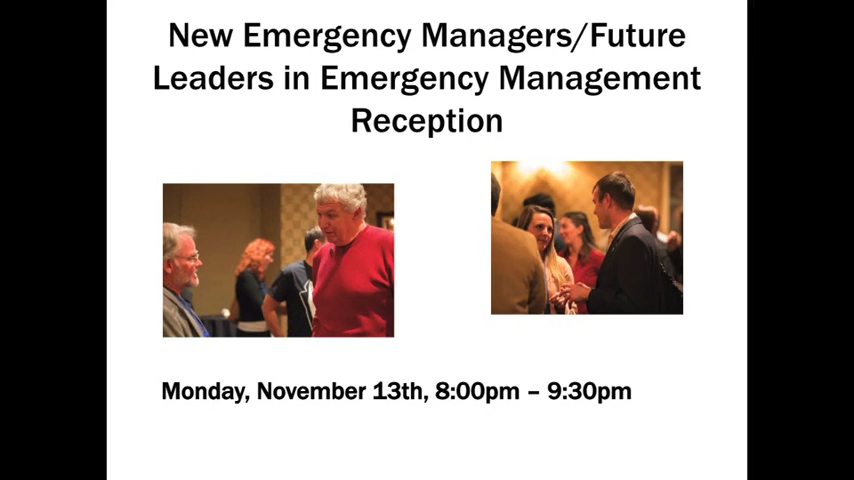 New Emergency Managers/Future
Leaders in Emergency Management
Reception
Monday, November 13th, 8:00pm – 9:30pm